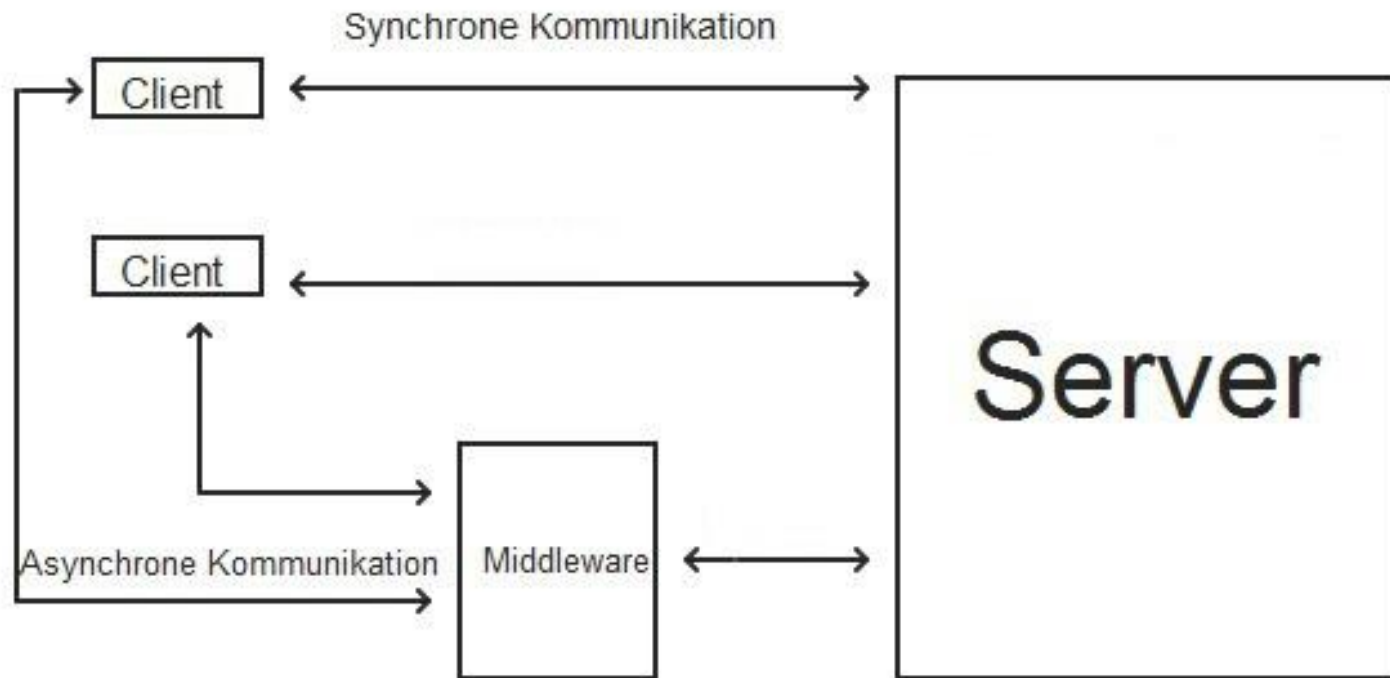 Synchrone Kommunikation
Client
Client
Server
Asynchrone Kommunikation
Middleware